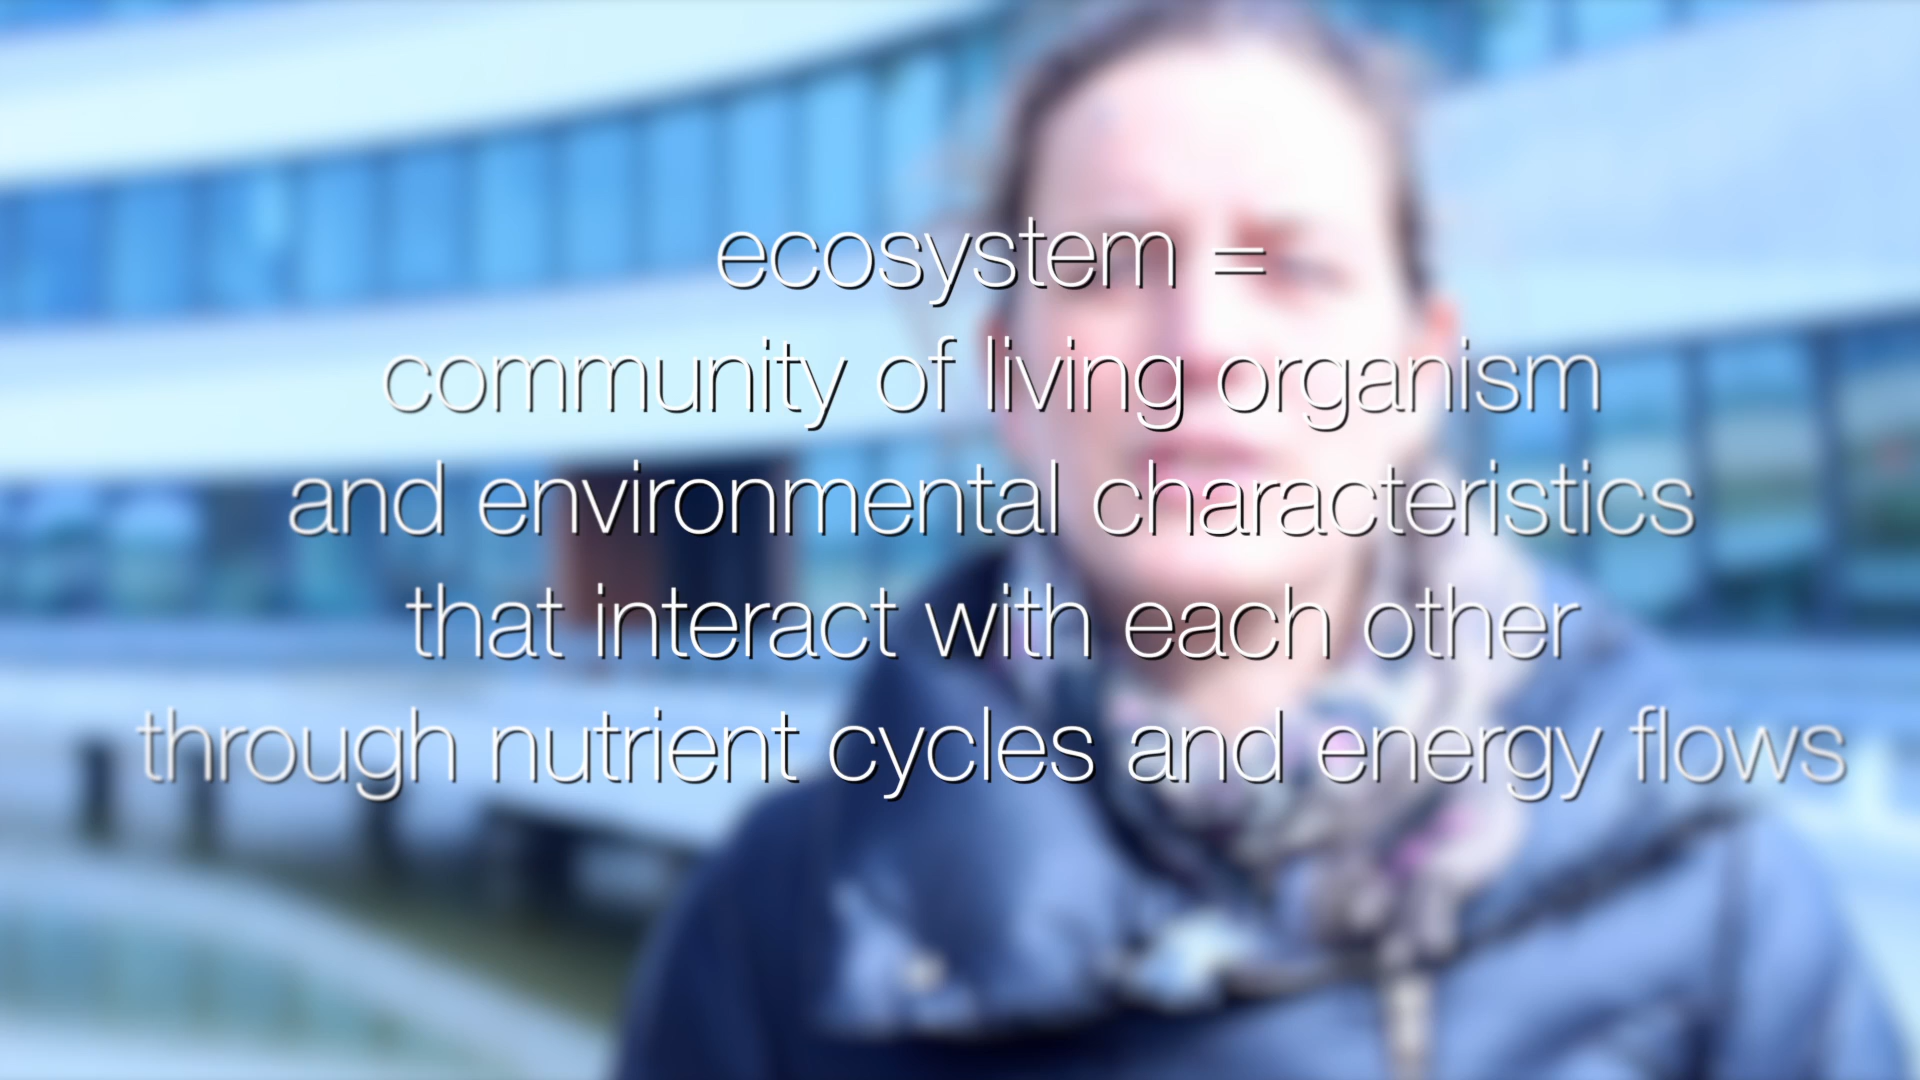 ecosystem =
community of living organism
and environmental characteristics
that interact with each other
through nutrient cycles and energy flows